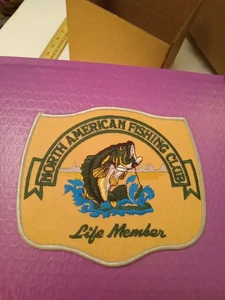 NORTH AMERICAN FISHING CLUB
Life Member